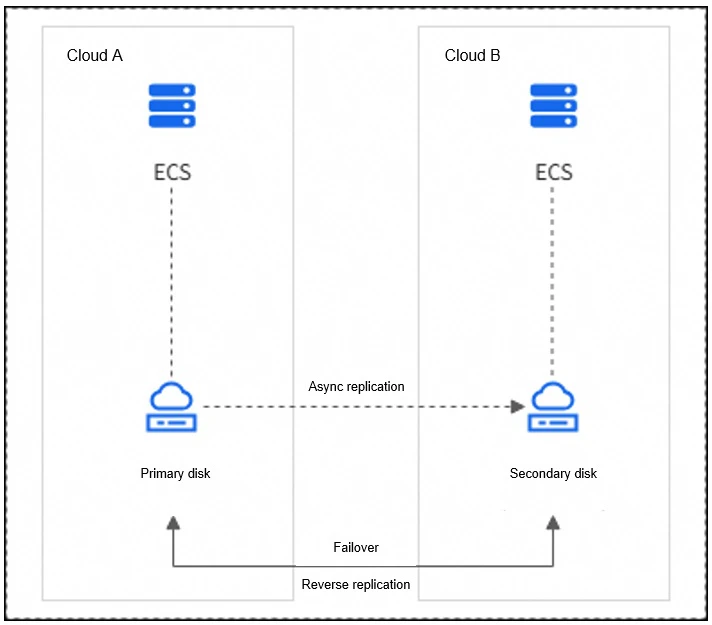 Cloud A
Cloud B
ECS
ECS
Async replication
Primary disk
Secondary disk
Failover
Reverse replication